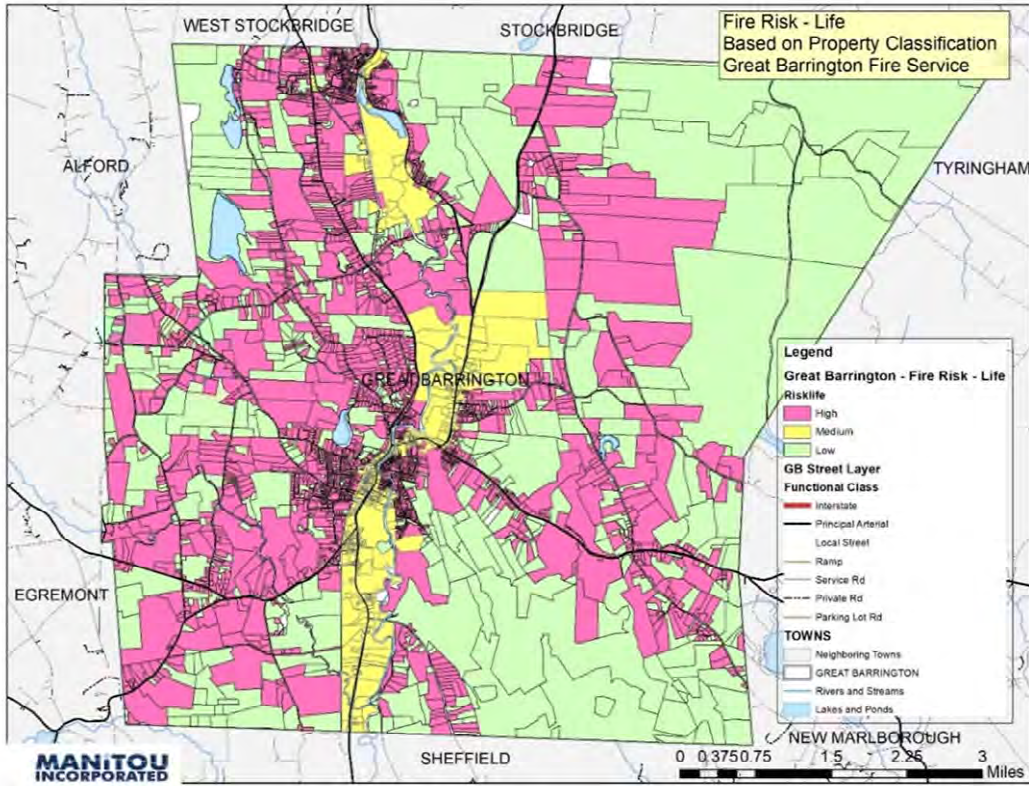 WEST STOCKBRIDGE
STOCKBRIDGE
Fire Risk - Life
Based on Property Classification
Great Barrington Fire Service
ALFORD
TYRINGHAM
GREAT BARRINGTON
Legend
Great Barrington - Fire Risk - Life
Risklife
High
Medium
Low
GB Street Layer
Functional Class
Interstate
Principal Arterial
Local Street
Ramp
Service Rd
Private Rd
Parking Lot Rd
TOWNS
Neighboring Towns
GREAT BARRINGTON
Rivers and Streams
Lakes and Ponds
EGREMONT
NEW MARLBOROUGH
SHEFFIELD
0 0.375 0.75 1.5 2.25 3
Miles
MANiTOU
INCORPORATED